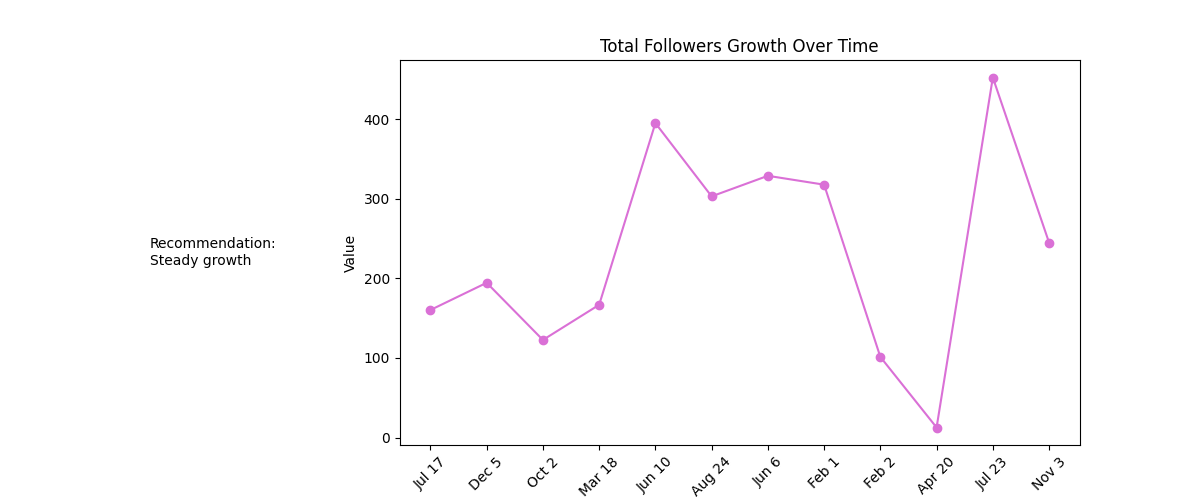 Total Followers Growth Over Time
Recommendation:
Steady growth
Value
400
300
200
100
0
Jul 17
Dec 5
Oct 2
Mar 18
Jun 10
Aug 24
Jun 6
Feb 1
Feb 2
Apr 20
Jul 23
Nov 3